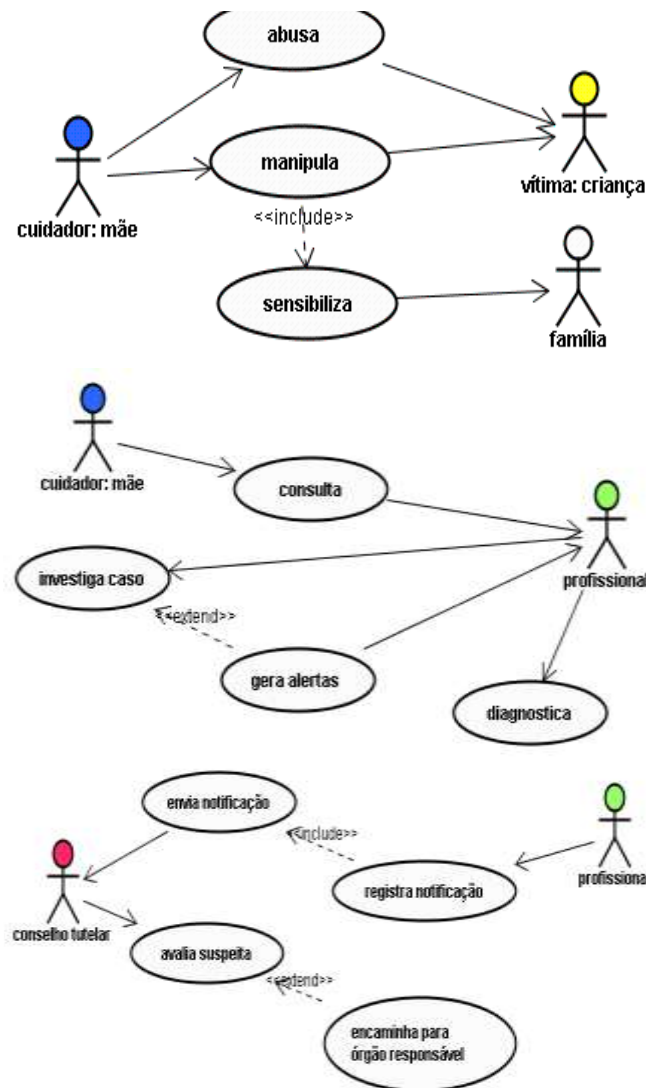 abusa
manipula
vítima: criança
cuidador: mãe
<<include>>
sensibiliza
família
cuidador: mãe
consulta
investiga caso
profissional
<<extend>>
gera alertas
diagnostica
envia notificação
<<include>>
registra notificação
profissional
conselho tutelar
avalia suspeita
<<extend>>
encaminha para
órgão responsável